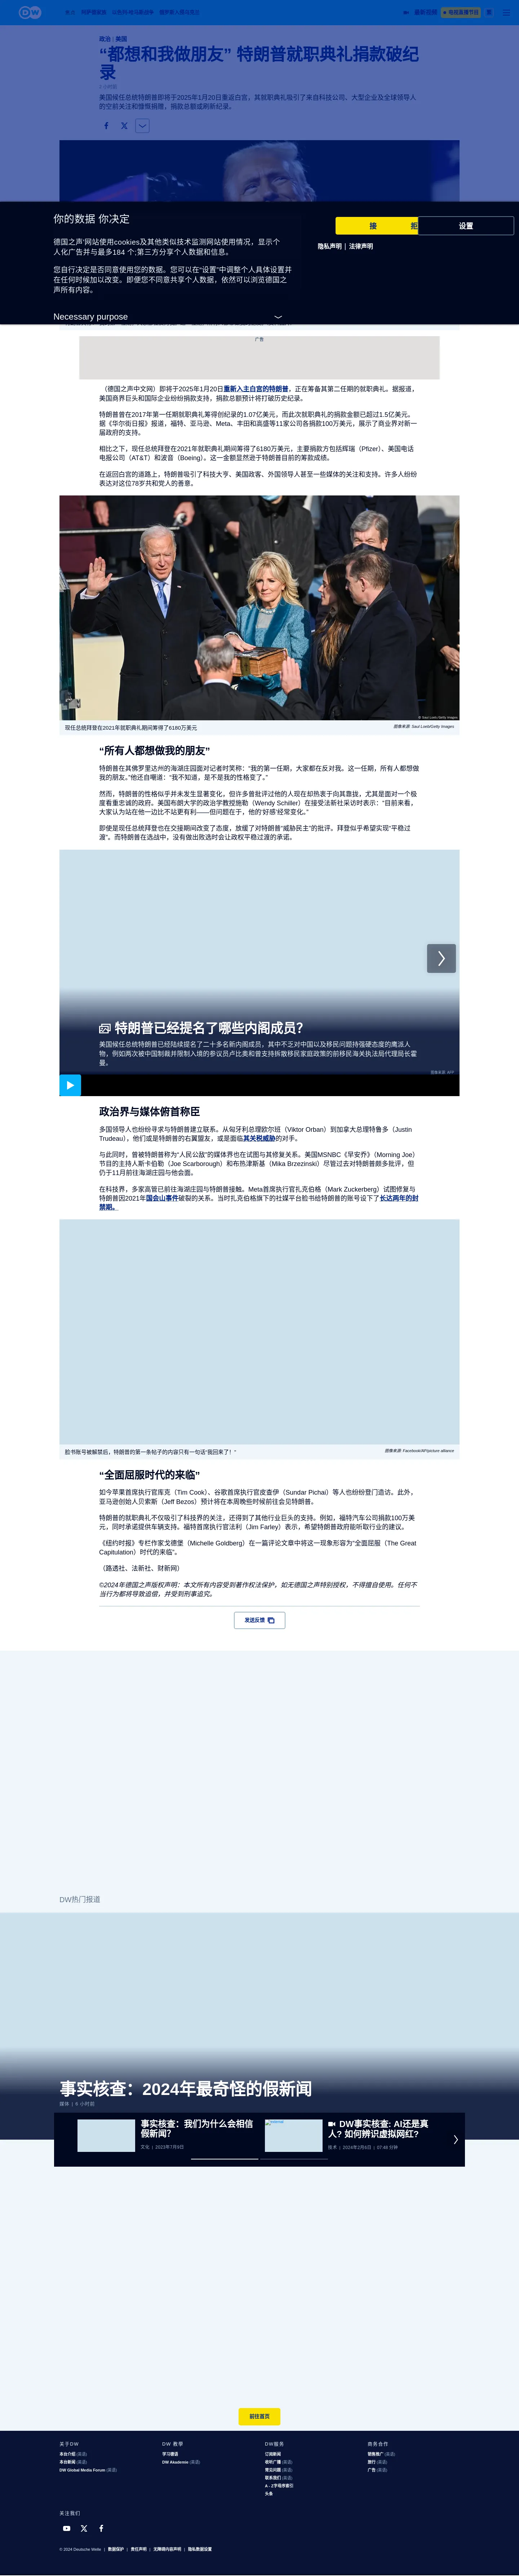 DW
最新视频
在线直播节目
政治 | 美国
“都想和我做朋友” 特朗普就职典礼捐款破纪
录
美国候任总统特朗普即将于2025年1月20日重返白宫，其就职典礼吸引了来自科技公司、大型企业及全球领导人
的空前关注和慷慨捐赠，捐款总额或刷新纪录。
你的数据 你决定
德国之声网站使用cookies及其他类似技术监测网站使用情况，显示个
人化广告并与最多184 个;第三方分享个人数据和信息。
您自行决定是否同意使用您的数据。您可以在"设置"中调整个人具体设置并
在任何时候加以改变。即便您不同意共享个人数据，依然可以浏览德国之
声所有内容。
Necessary purpose
接
拒
设置
隐私声明 | 法律声明
广告
（德国之声中文网）即将于2025年1月20日重新入主白宫的特朗普，正在筹备其第二任期的就职典礼。据报道，
美国商界巨头和国际企业纷纷捐款支持，捐款总额预计将打破历史纪录。
特朗普曾在2017年第一任期就职典礼筹得创纪录的1.07亿美元，而此次就职典礼的捐款金额已超过1.5亿美元。
据《华尔街日报》报道，福特、亚马逊、Meta、丰田和高盛等11家公司各捐款100万美元，展示了商业界对新一
届政府的支持。
相比之下，现任总统拜登在2021年就职典礼期间筹得了6180万美元，主要捐款方包括辉瑞（Pfizer）、美国电话
电报公司（AT&T）和波音（Boeing）。这一金额显然逊于特朗普目前的筹款成绩。
在返回白宫的道路上，特朗普吸引了科技大亨、美国政客、外国领导人甚至一些媒体的关注和支持。许多人纷纷
表达对这位78岁共和党人的善意。
© Saul Loeb/Getty Images
现任总统拜登在2021年就职典礼期间筹得了6180万美元
图像来源: Saul Loeb/Getty Images
“所有人都想做我的朋友”
特朗普在其佛罗里达州的海湖庄园面对记者时笑称："我的第一任期，大家都在反对我。这一任期，所有人都想做
我的朋友。"他还自嘲道："我不知道，是不是我的性格变了。"
然而，特朗普的性格似乎并未发生显著变化，但许多曾批评过他的人现在却热衷于向其靠拢，尤其是面对一个极
度看重忠诚的政府。美国布朗大学的政治学教授施勒（Wendy Schiller）在接受法新社采访时表示："目前来看，
大家认为站在他一边比不站更有利——但问题在于，他的'好感'经常变化。"
即使是现任总统拜登也在交接期间改变了态度，放缓了对特朗普"威胁民主"的批评。拜登似乎希望实现"平稳过
渡"。而特朗普在选战中，没有做出败选时会让政权平稳过渡的承诺。
特朗普已经提名了哪些内阁成员？
美国候任总统特朗普已经陆续提名了二十多名新内阁成员，其中不乏对中国以及移民问题持强硬态度的鹰派人
物，例如两次被中国制裁并限制入境的参议员卢比奥和曾支持拆散移民家庭政策的前移民海关执法局代理局长霍
曼。
图像来源: AFP
政治界与媒体俯首称臣
多国领导人也纷纷寻求与特朗普建立联系。从匈牙利总理欧尔班（Viktor Orban）到加拿大总理特鲁多（Justin
Trudeau），他们或是特朗普的右翼盟友，或是面临其关税威胁的对手。
与此同时，曾被特朗普称为"人民公敌"的媒体界也在试图与其修复关系。美国MSNBC《早安乔》（Morning Joe）
节目的主持人斯卡伯勒（Joe Scarborough）和布热津斯基（Mika Brzezinski）尽管过去对特朗普颇多批评，但
仍于11月前往海湖庄园与他会面。
在科技界，多家高管已前往海湖庄园与特朗普接触。Meta首席执行官扎克伯格（Mark Zuckerberg）试图修复与
特朗普因2021年国会山事件破裂的关系。当时扎克伯格旗下的社媒平台脸书给特朗普的账号设下了长达两年的封
禁期。
脸书账号被解禁后，特朗普的第一条帖子的内容只有一句话"我回来了！"
图像来源: Facebook/AP/picture alliance
“全面屈服时代的来临”
如今苹果首席执行官库克（Tim Cook）、谷歌首席执行官皮查伊（Sundar Pichai）等人也纷纷登门造访。此外，
亚马逊创始人贝索斯（Jeff Bezos）预计将在本周晚些时候前往会见特朗普。
特朗普的就职典礼不仅吸引了科技界的关注，还得到了其他行业巨头的支持。例如，福特汽车公司捐款100万美
元，同时承诺提供车辆支持。福特首席执行官法利（Jim Farley）表示，希望特朗普政府能听取行业的建议。
《纽约时报》专栏作家戈德堡（Michelle Goldberg）在一篇评论文章中将这一现象形容为"全面屈服（The Great
Capitulation）时代的来临"。
（路透社、法新社、财新网）
©2024年德国之声版权声明：本文所有内容受到著作权法保护，如无德国之声特别授权，不得擅自使用。任何不
当行为都将导致追偿，并受到刑事追究。
发送反馈
DW热门报道
事实核查：2024年最奇怪的假新闻
媒体 | 6 小时前
事实核查：我们为什么会相信
假新闻？
文化 | 2023年7月9日
DW事实核查: AI还是真
人? 如何辨识虚拟网红?
技术 | 2024年2月6日 | 07:48 分钟
前往首页
关于DW
本台介绍 (英语)
本台新闻 (英语)
DW Global Media Forum (英语)
DW 教學
学习德语
DW Akademie (英语)
DW服务
订阅新闻
收听广播 (英语)
常见问题 (英语)
联系我们 (英语)
A - Z字母序索引
头条
商务合作
销售推广 (英语)
旅行 (英语)
广告 (英语)
关注我们
© 2024 Deutsche Welle | 数据保护 | 责任声明 | 无障碍内容声明 | 隐私数据设置